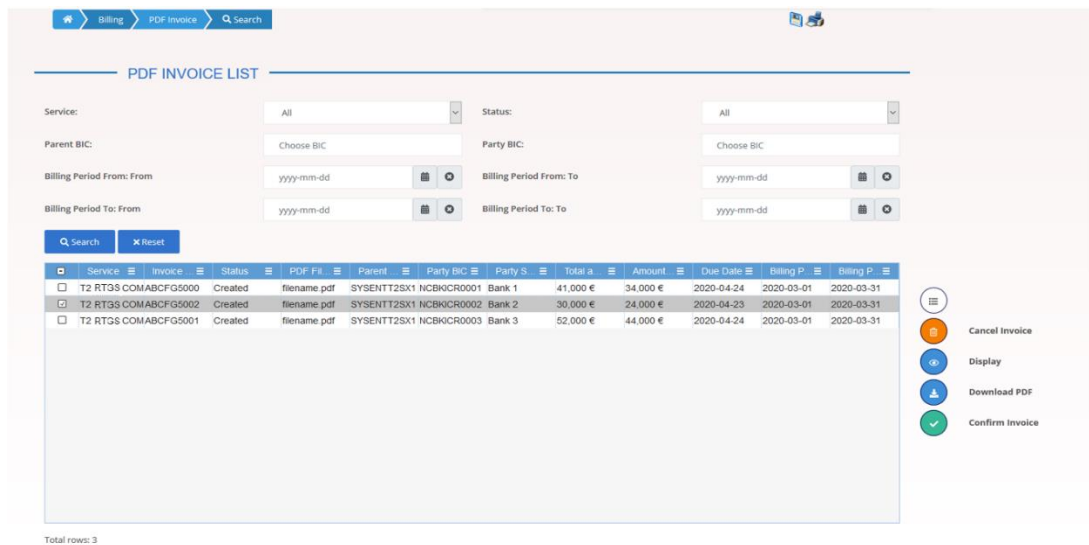 Billing PDF Invoice Search
PDF INVOICE LIST
Service: All Status: All
Parent BIC: Choose BIC Party BIC: Choose BIC
Billing Period From: From yyyy-mm-dd Billing Period From: To yyyy-mm-dd
Billing Period To: From yyyy-mm-dd Billing Period To: To yyyy-mm-dd
Search Reset
Service Invoice ... Status PDF Fil... Parent ... Party BIC Party S... Total a... Amount... Due Date Billing P... Billing P...
T2 RTGS COM ABCFG5000 Created filename.pdf SYSENTT2SX1 NCBKICR0001 Bank 1 41,000 € 34,000 € 2020-04-24 2020-03-01 2020-03-31
T2 RTGS COM ABCFG5002 Created filename.pdf SYSENTT2SX1 NCBKICR0002 Bank 2 30,000 € 24,000 € 2020-04-23 2020-03-01 2020-03-31
T2 RTGS COM ABCFG5001 Created filename.pdf SYSENTT2SX1 NCBKICR0003 Bank 3 52,000 € 44,000 € 2020-04-24 2020-03-01 2020-03-31
Cancel Invoice
Display
Download PDF
Confirm Invoice
Total rows: 3